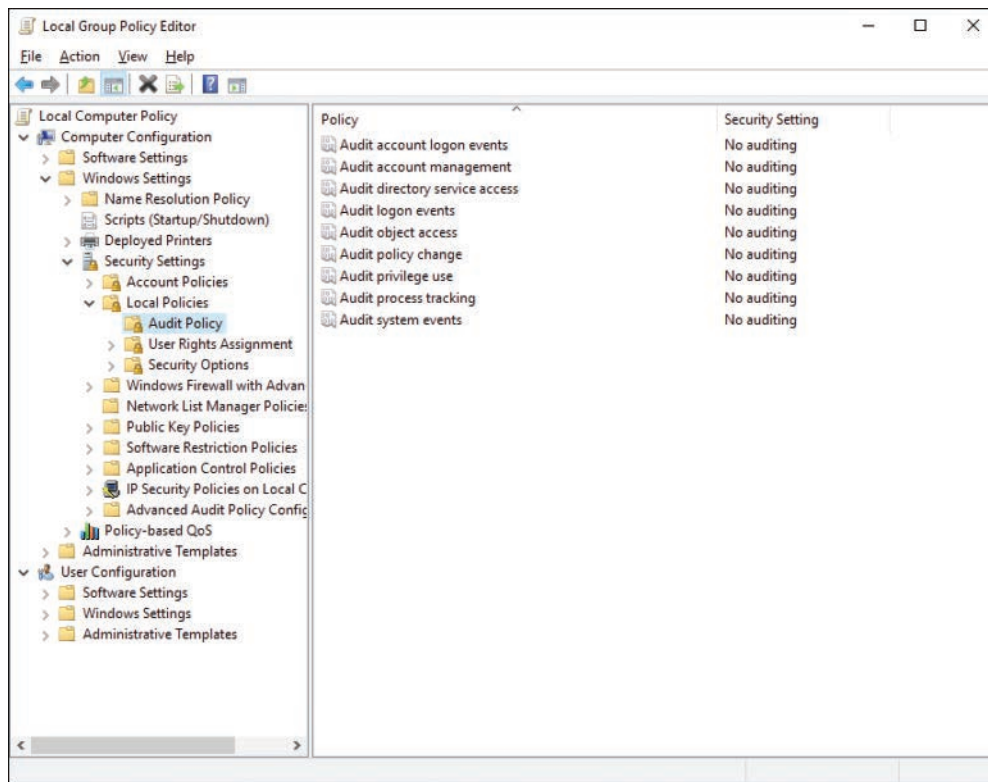 Local Group Policy Editor
File Action View Help
Local Computer Policy
Computer Configuration
Software Settings
Windows Settings
Name Resolution Policy
Scripts (Startup/Shutdown)
Deployed Printers
Security Settings
Account Policies
Local Policies
Audit Policy
User Rights Assignment
Security Options
Windows Firewall with Advan
Network List Manager Policies
Public Key Policies
Software Restriction Policies
Application Control Policies
IP Security Policies on Local C
Advanced Audit Policy Config
Policy-based QoS
Administrative Templates
User Configuration
Software Settings
Windows Settings
Administrative Templates
Policy Security Setting
Audit account logon events No auditing
Audit account management No auditing
Audit directory service access No auditing
Audit logon events No auditing
Audit object access No auditing
Audit policy change No auditing
Audit privilege use No auditing
Audit process tracking No auditing
Audit system events No auditing